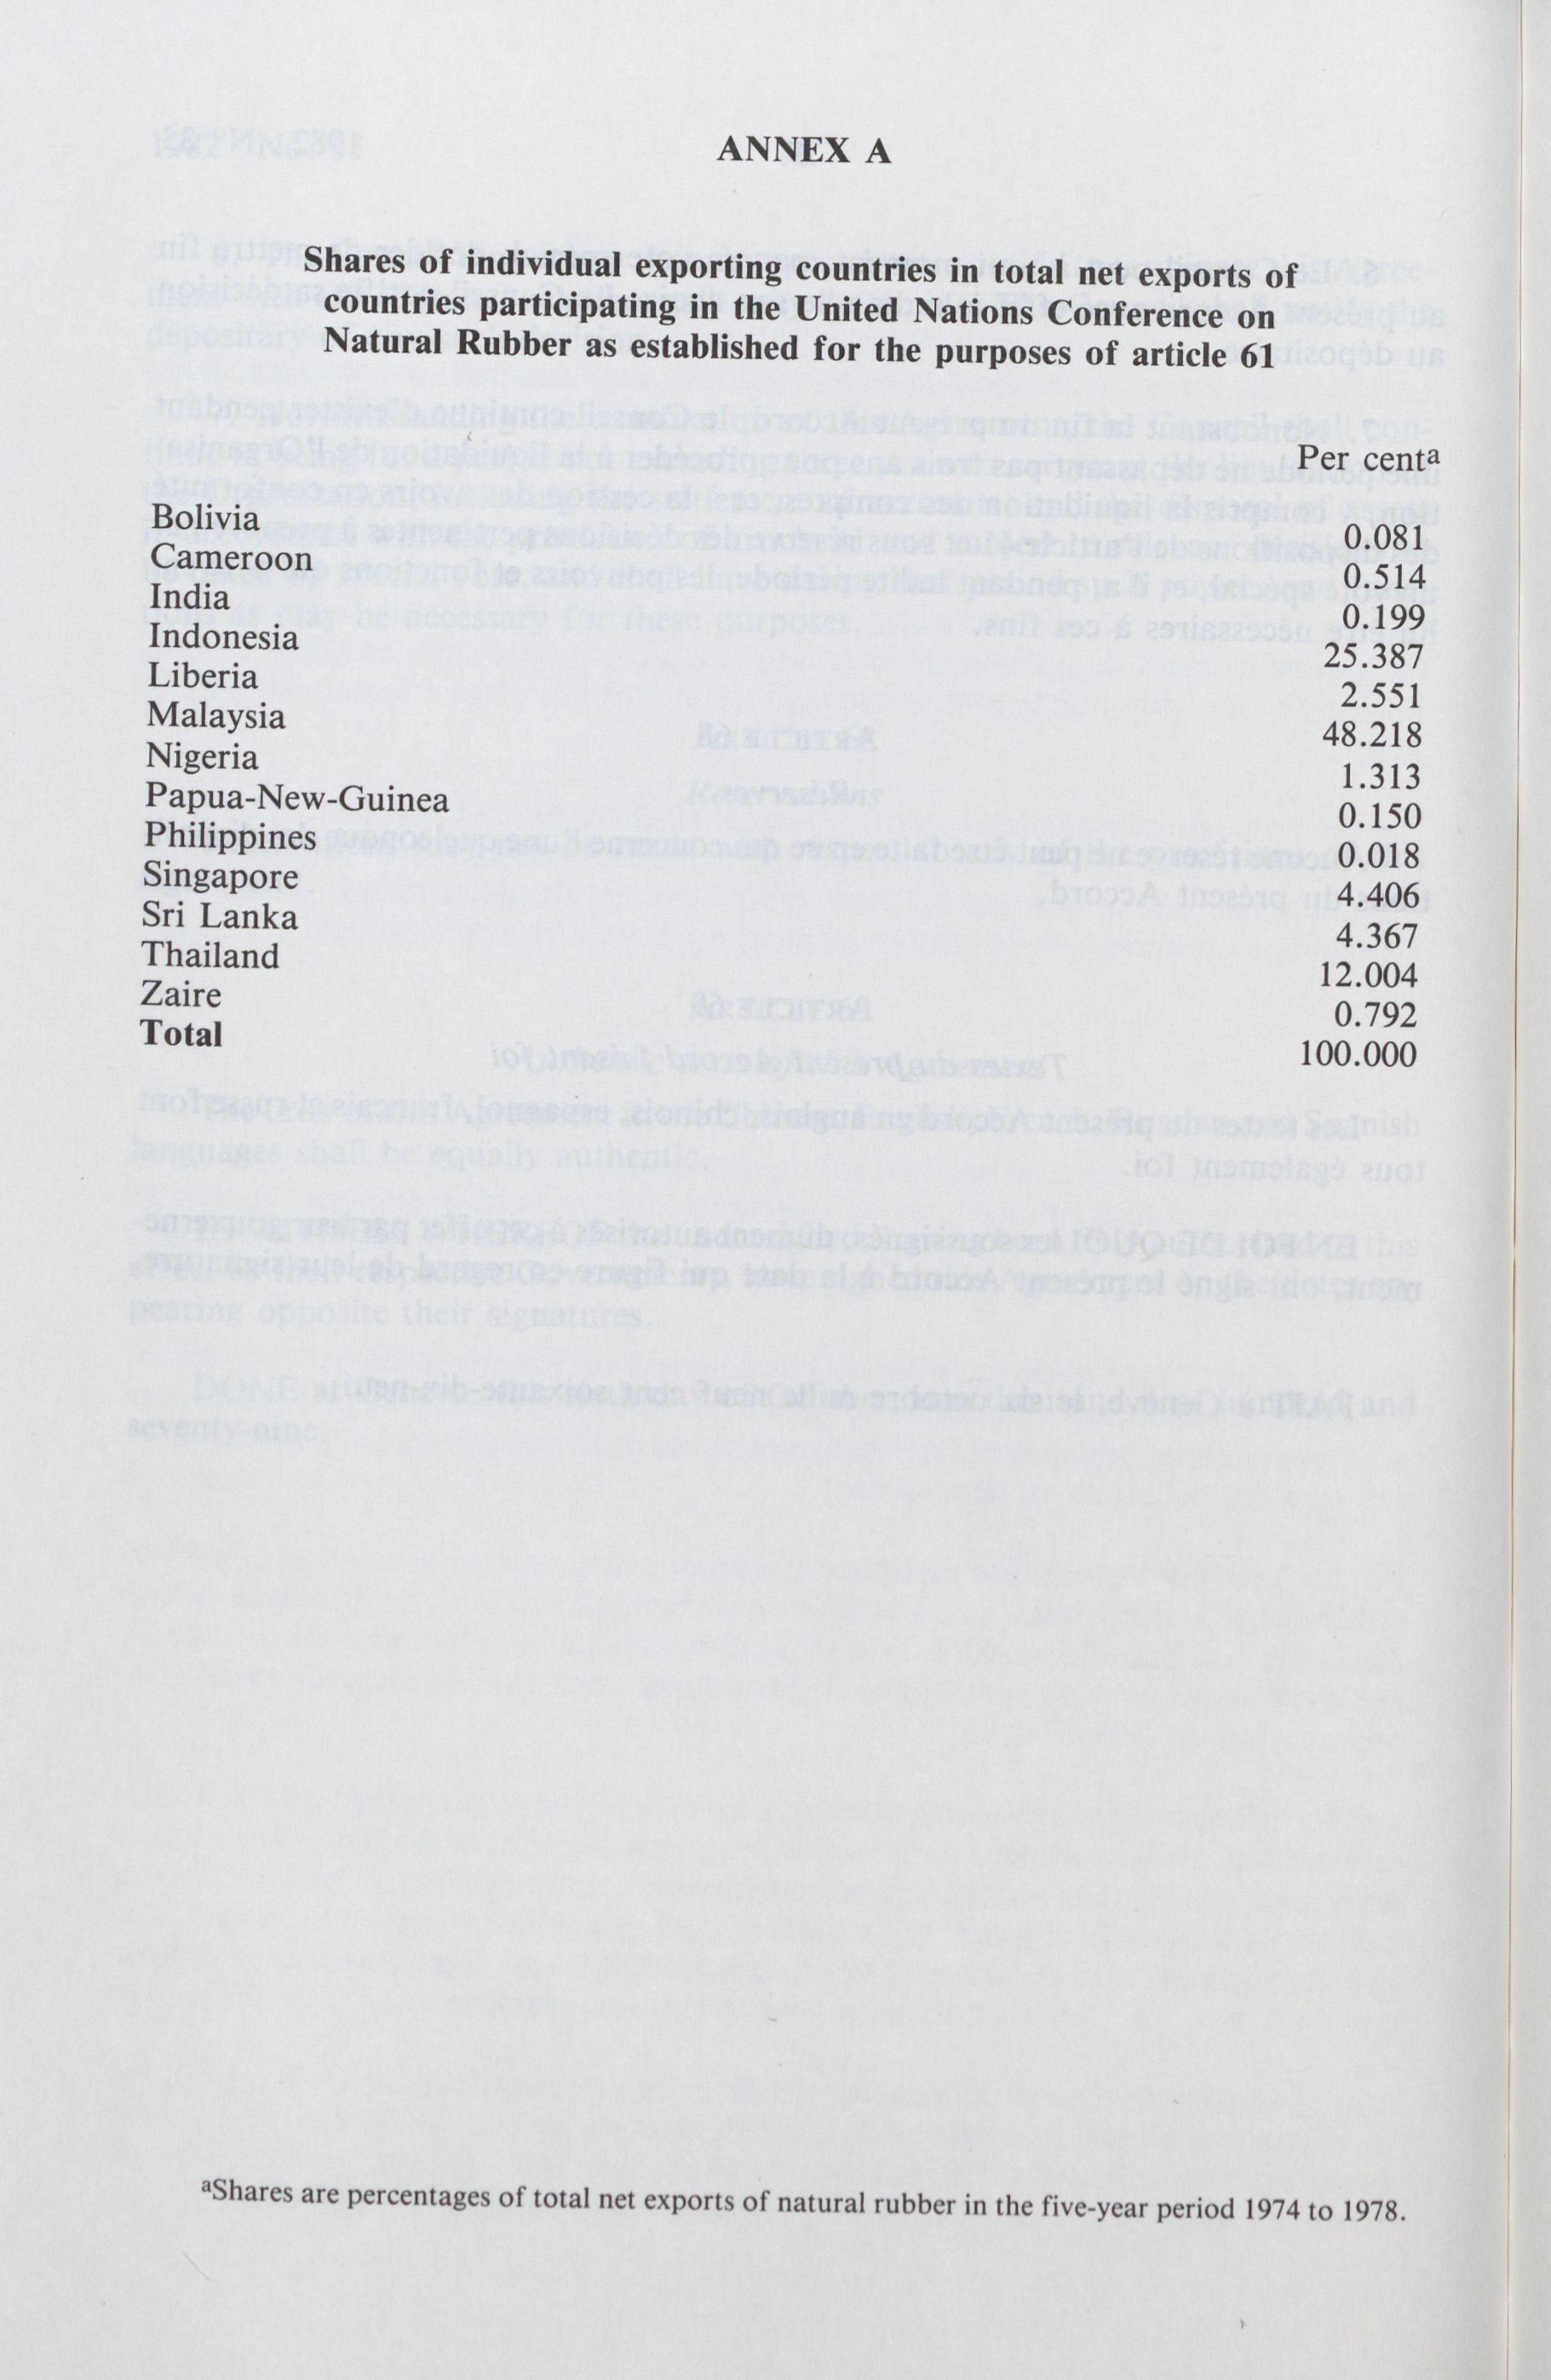 ANNEX A
Shares of individual exporting countries in total net exports of
countries participating in the United Nations Conference on
Natural Rubber as established for the purposes of article 61
Per centa
Bolivia 0.081
Cameroon 0.514
India 0.199
Indonesia 25.387
Liberia 2.551
Malaysia 48.218
Nigeria 1.313
Papua-New-Guinea 0.150
Philippines 0.018
Singapore 4.406
Sri Lanka 4.367
Thailand 12.004
Zaire 0.792
Total 100.000
aShares are percentages of total net exports of natural rubber in the five-year period 1974 to 1978.